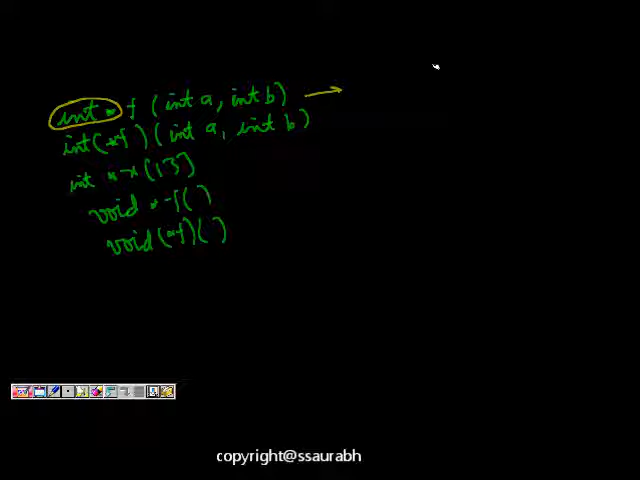 int * f ( int a , int b ) →
int (*f) ( int a , int b )
int * x [13]
void * f ( )
void (*f) ( )
copyright@ssaurabh